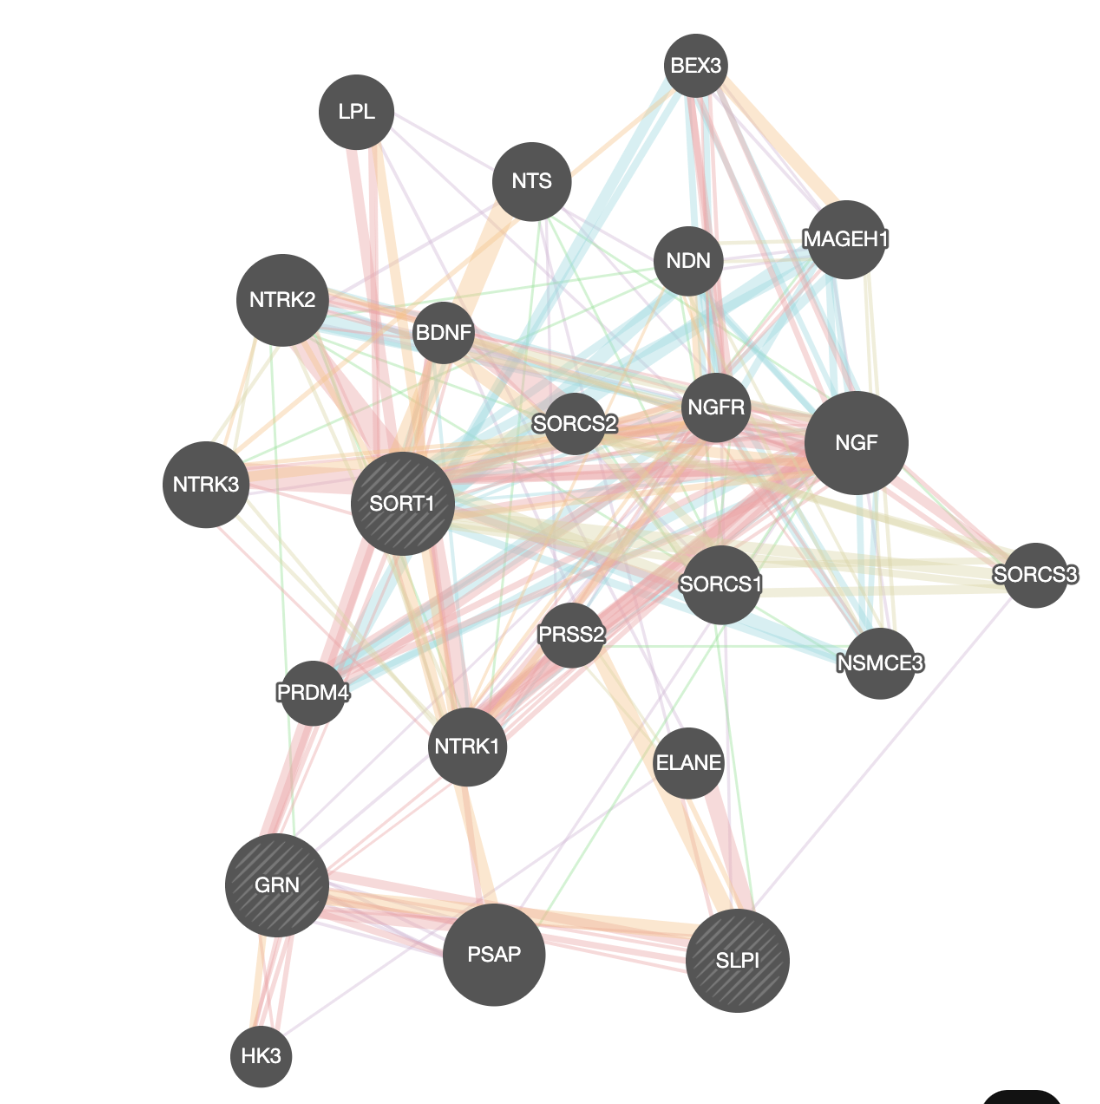 BEX3
LPL
NTS
MAGEH1
NDN
NTRK2
BDNF
NGFR
SORCS2
NGF
NTRK3
SORT1
SORCS3
SORCS1
PRSS2
NSMCE3
PRDM4
NTRK1
ELANE
GRN
PSAP
SLPI
HK3